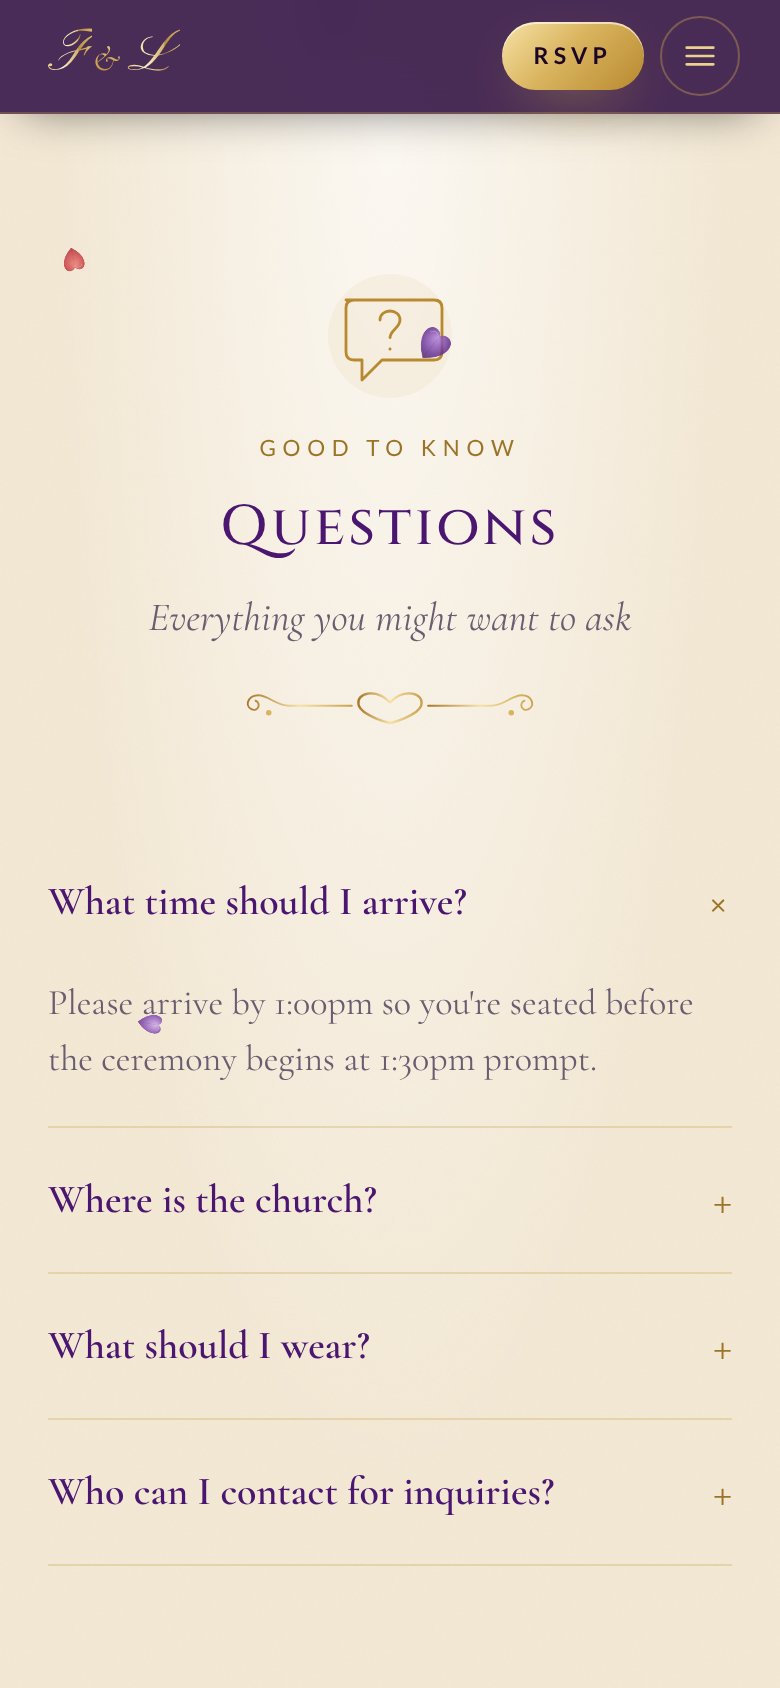 F & L
RSVP
?
GOOD TO KNOW
QUESTIONS
Everything you might want to ask
What time should I arrive? ×
Please arrive by 1:00pm so you're seated before
the ceremony begins at 1:30pm prompt.
Where is the church? +
What should I wear? +
Who can I contact for inquiries? +